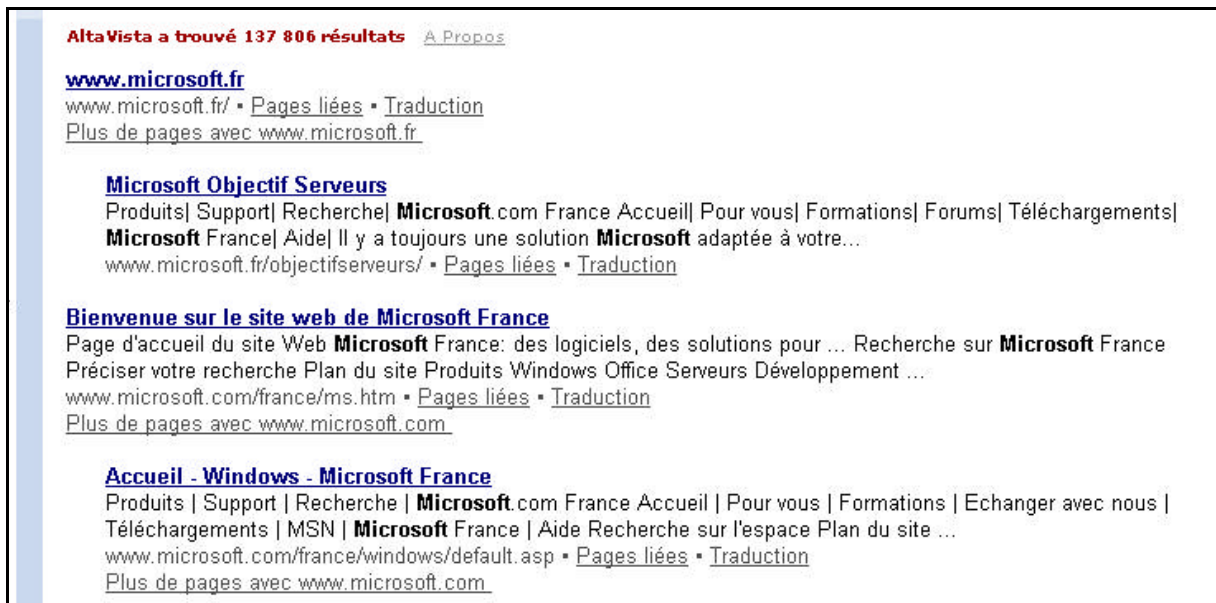 AltaVista a trouvé 137 806 résultats A Propos
www.microsoft.fr
www.microsoft.fr/ • Pages liées • Traduction
Plus de pages avec www.microsoft.fr
Microsoft Objectif Serveurs
Produits| Support| Recherche| Microsoft.com France Accueil| Pour vous| Formations| Forums| Téléchargements|
Microsoft France| Aide| Il y a toujours une solution Microsoft adaptée à votre...
www.microsoft.fr/objectifserveurs/ • Pages liées • Traduction
Bienvenue sur le site web de Microsoft France
Page d'accueil du site Web Microsoft France: des logiciels, des solutions pour ... Recherche sur Microsoft France
Préciser votre recherche Plan du site Produits Windows Office Serveurs Développement ...
www.microsoft.com/france/ms.htm • Pages liées • Traduction
Plus de pages avec www.microsoft.com
Accueil - Windows - Microsoft France
Produits | Support | Recherche | Microsoft.com France Accueil | Pour vous | Formations | Echanger avec nous |
Téléchargements | MSN | Microsoft France | Aide Recherche sur l'espace Plan du site ...
www.microsoft.com/france/windows/default.asp • Pages liées • Traduction
Plus de pages avec www.microsoft.com